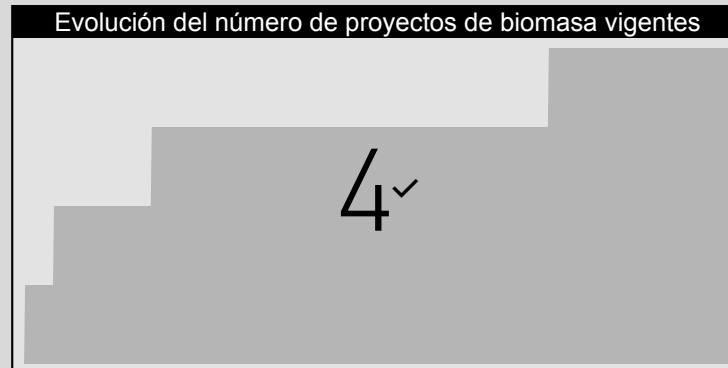 Evolución del número de proyectos de biomasa vigentes
4✓